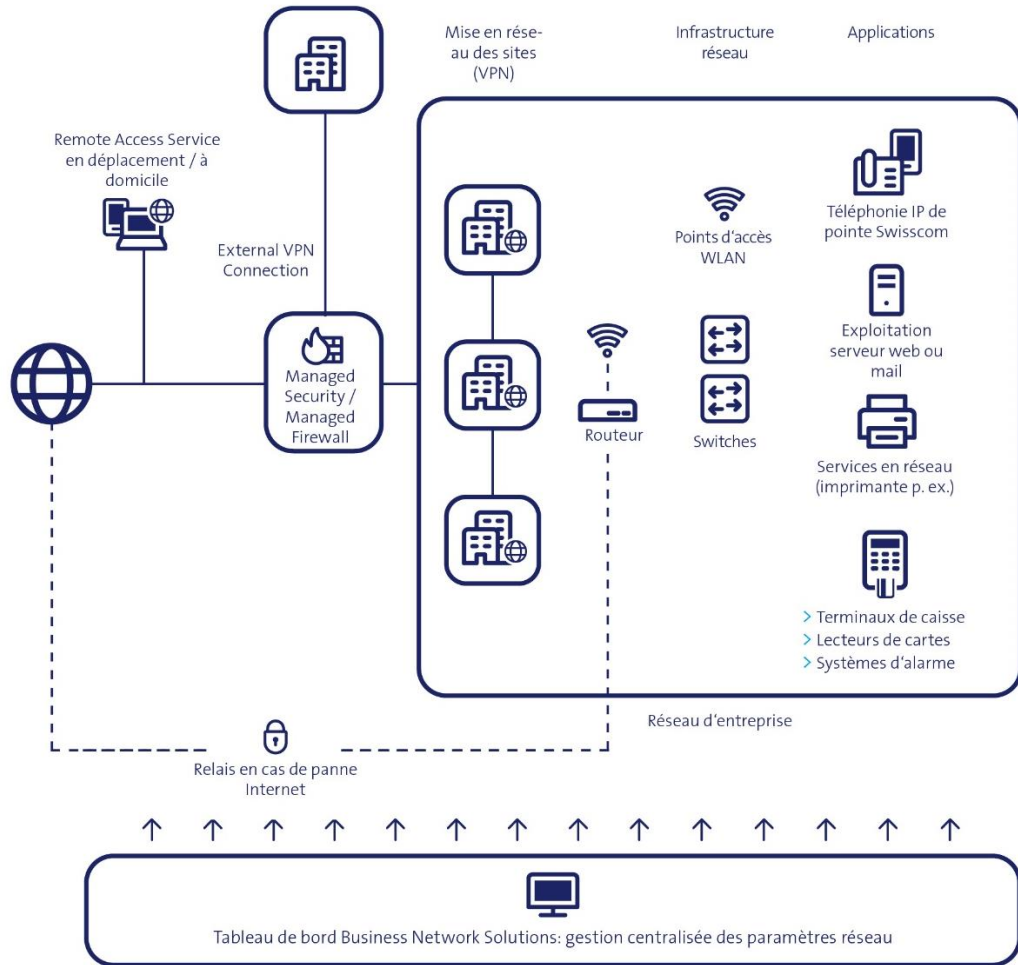 Mise en rése-
au des sites
(VPN)
Infrastructure
réseau
Applications
Remote Access Service
en déplacement / à
domicile
External VPN
Connection
Managed
Security /
Managed
Firewall
Routeur
Points d‘accès
WLAN
Switches
Téléphonie IP de
pointe Swisscom
Exploitation
serveur web ou
mail
Services en réseau
(imprimante p. ex.)
> Terminaux de caisse
> Lecteurs de cartes
> Systèmes d‘alarme
Réseau d‘entreprise
Relais en cas de panne
Internet
Tableau de bord Business Network Solutions: gestion centralisée des paramètres réseau